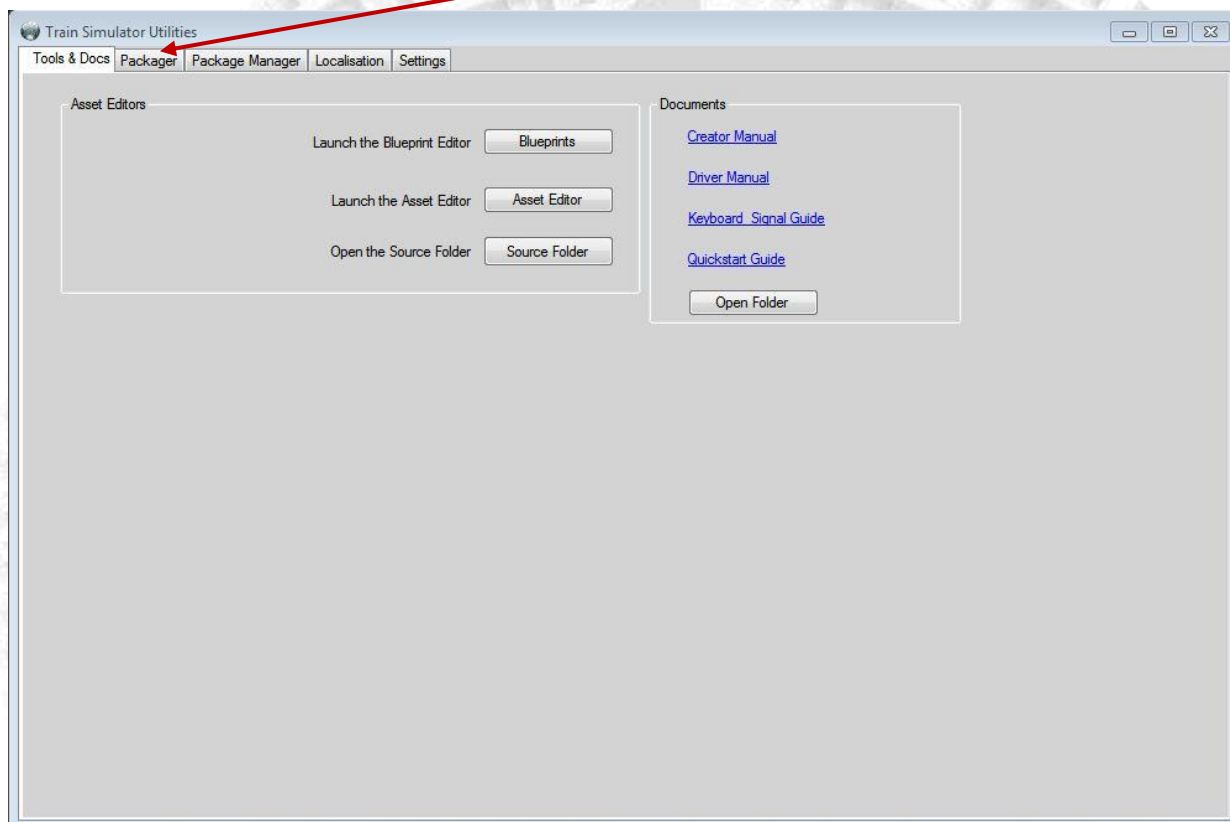 Train Simulator Utilities
Tools & Docs Packager Package Manager Localisation Settings
Asset Editors
Launch the Blueprint Editor Blueprints
Launch the Asset Editor Asset Editor
Open the Source Folder Source Folder
Documents
Creator Manual
Driver Manual
Keyboard Signal Guide
Quickstart Guide
Open Folder